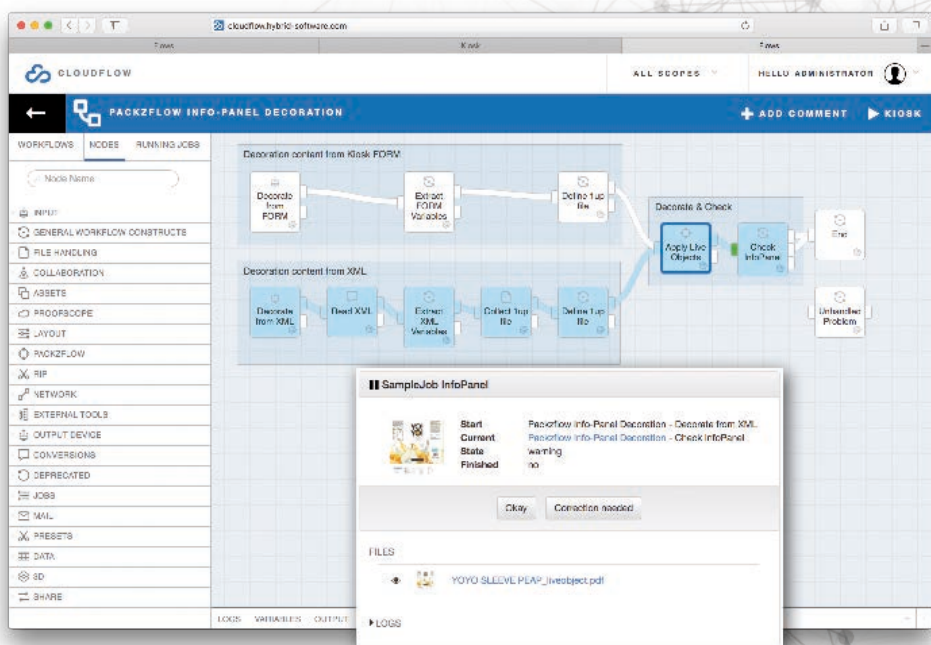 cloudflow.hybrid-software.com
Flows
Kiosk
Flows
CLOUDFLOW
ALL SCOPES
HELLO ADMINISTRATOR
PACKZFLOW INFO-PANEL DECORATION
ADD COMMENT
KIOSK
WORKFLOWS
NODES
RUNNING JOBS
Node Name
INPUT
GENERAL WORKFLOW CONSTRUCTS
FILE HANDLING
COLLABORATION
ASSETS
PROOFSCOPE
LAYOUT
PACKZFLOW
RIP
NETWORK
EXTERNAL TOOLS
OUTPUT DEVICE
CONVERSIONS
DEPRECATED
JOBS
MAIL
PRESETS
DATA
3D
SHARE
Decoration content from Kiosk FORM
Decorate
from
FORM
Extract
FORM
Variables
Define 1up
file
Decoration content from XML
Decorate
from XML
Read XML
Extract
XML
Variables
Collect 1up
file
Define 1up
file
Decorate & Check
Apply Live
Objects
Check
InfoPanel
End
Unhandled
Problem
SampleJob InfoPanel
Start Packzflow Info-Panel Decoration - Decorate from XML
Current Packzflow Info-Panel Decoration - Check InfoPanel
State warning
Finished no
Okay
Correction needed
FILES
YOYO SLEEVE PEAP_liveobject.pdf
LOGS
LOGS VARIABLES OUTPUT